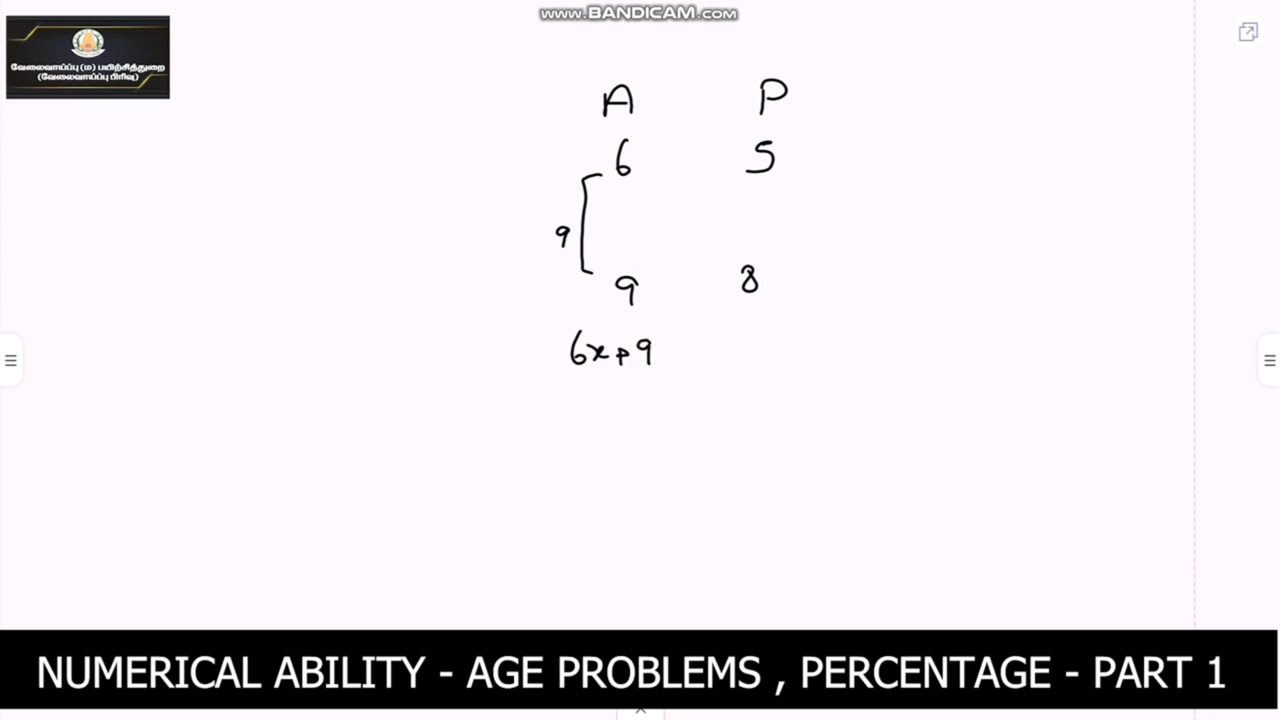 www.BANDICAM.com
வேலைவாய்ப்பு (ம) பயிற்சித்துறை
(வேலைவாய்ப்பு பிரிவு)
A P
6 5
9
9 8
6x+9
NUMERICAL ABILITY - AGE PROBLEMS , PERCENTAGE - PART 1